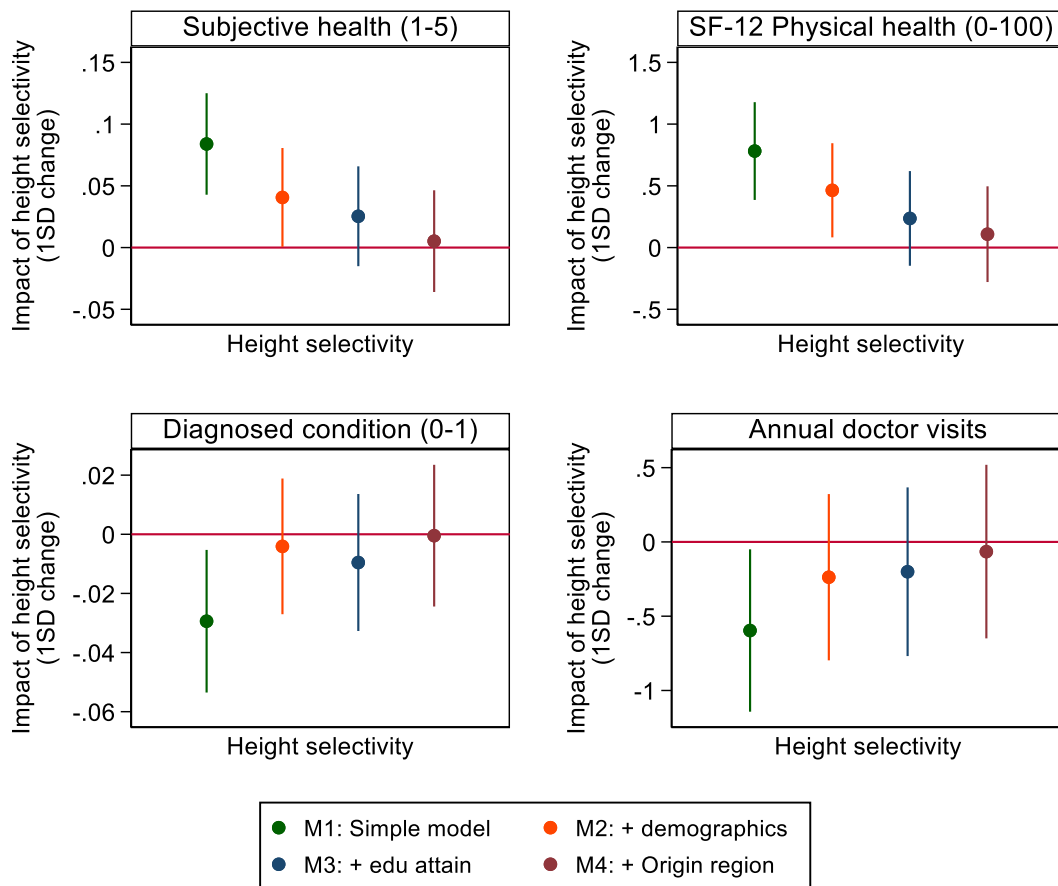 Subjective health (1-5)
Impact of height selectivity
(1SD change)
.15
.1
.05
0
-.05
Height selectivity
SF-12 Physical health (0-100)
Impact of height selectivity
(1SD change)
1.5
1
.5
0
-.5
Height selectivity
Diagnosed condition (0-1)
Impact of height selectivity
(1SD change)
.02
0
-.02
-.04
-.06
Height selectivity
Annual doctor visits
Impact of height selectivity
(1SD change)
.5
0
-.5
-1
Height selectivity
M1: Simple model
M2: + demographics
M3: + edu attain
M4: + Origin region